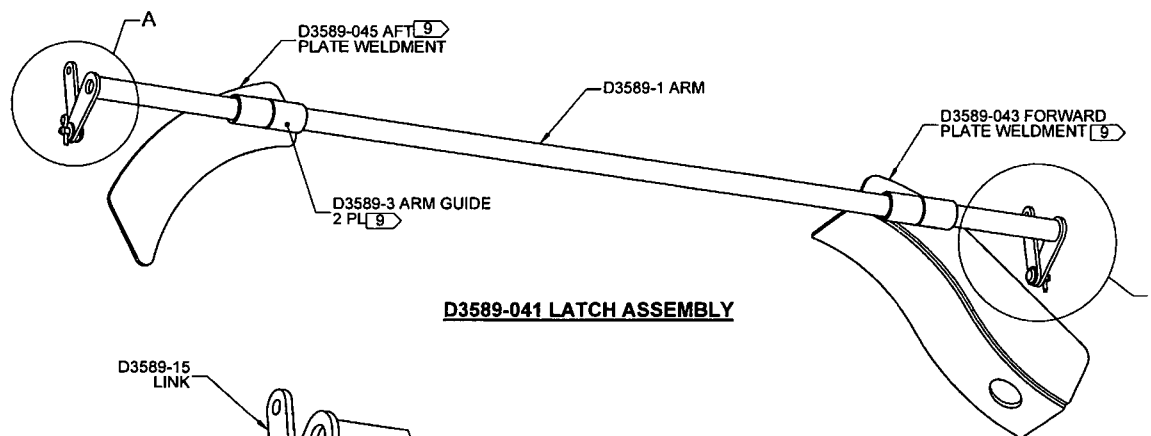 A
D3589-045 AFT 9
PLATE WELDMENT
D3589-1 ARM
D3589-043 FORWARD
PLATE WELDMENT 9
D3589-3 ARM GUIDE
2 PL 9
D3589-041 LATCH ASSEMBLY
D3589-15
LINK